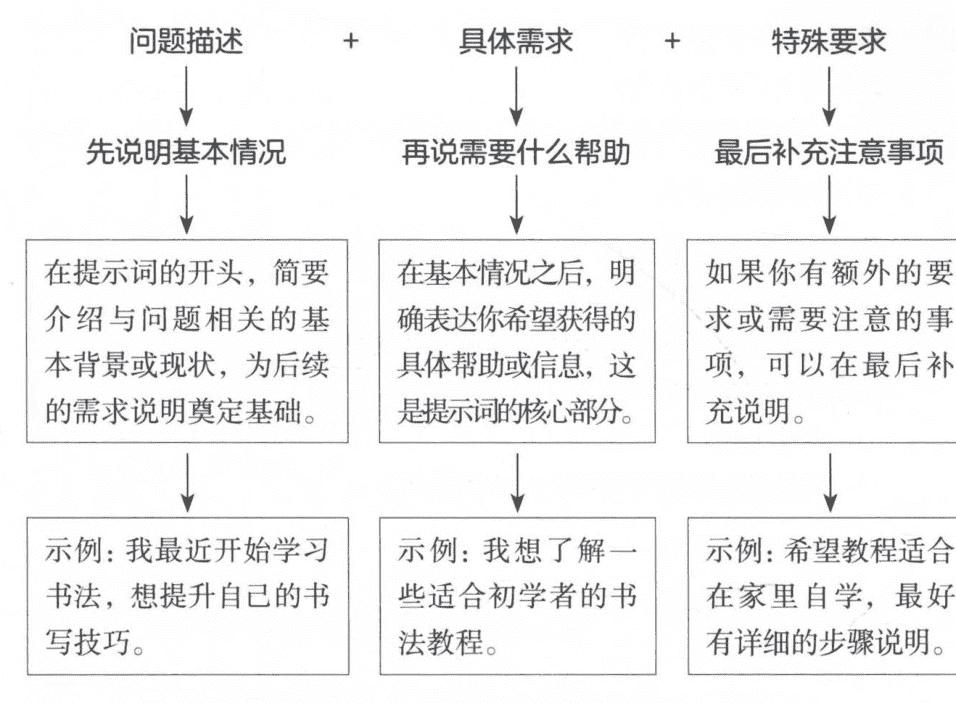 问题描述 + 具体需求 + 特殊要求
先说明基本情况 再说需要什么帮助 最后补充注意事项
在提示词的开头，简要
介绍与问题相关的基
本背景或现状，为后续
的需求说明奠定基础。
在基本情况之后，明
确表达你希望获得的
具体帮助或信息，这
是提示词的核心部分。
如果你有额外的要
求或需要注意的事
项，可以在最后补
充说明。
示例：我最近开始学习
书法，想提升自己的书
写技巧。
示例：我想了解一
些适合初学者的书
法教程。
示例：希望教程适合
在家里自学，最好
有详细的步骤说明。